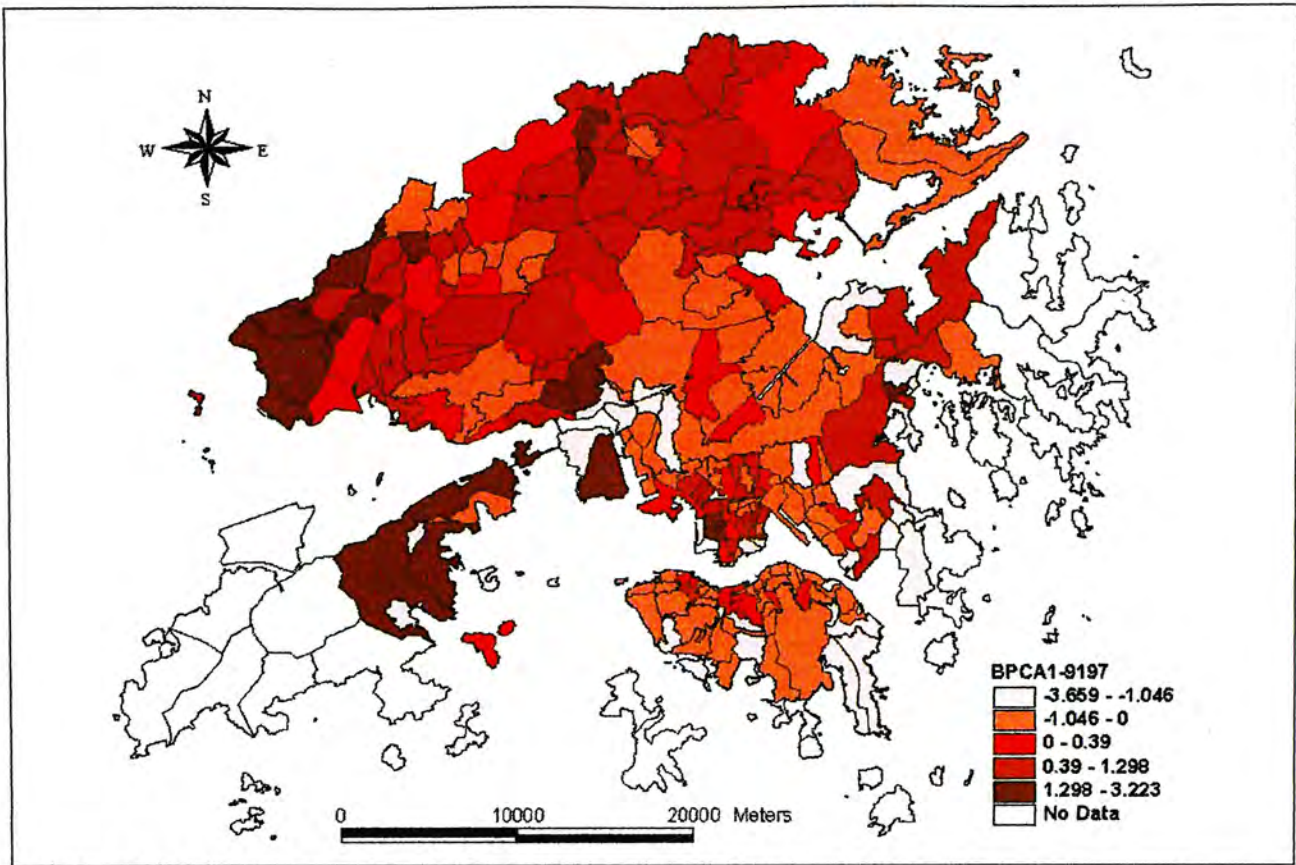 N
W E
S
BPCA1-9197
-3.659 - -1.046
-1.046 - 0
0 - 0.39
0.39 - 1.298
1.298 - 3.223
No Data
0 10000 20000 Meters